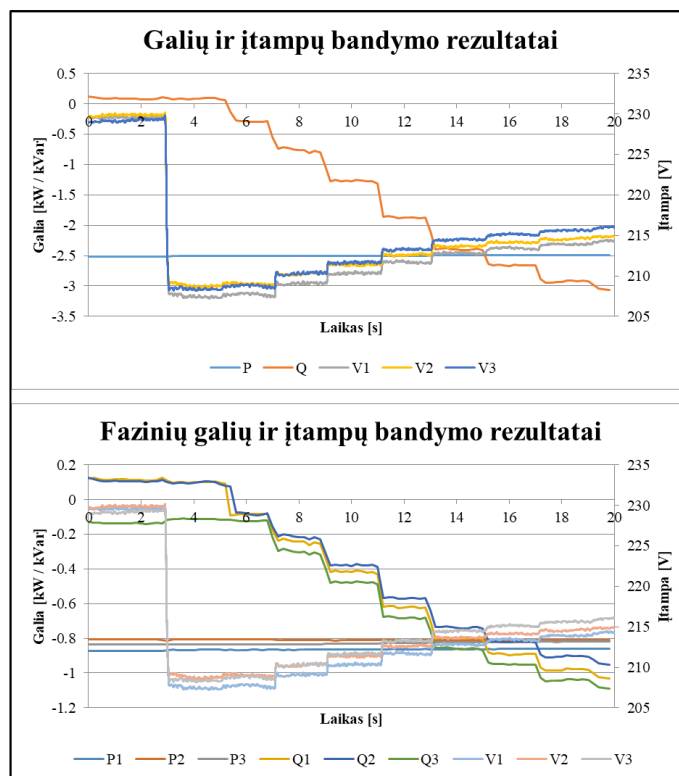 Galių ir įtampų bandymo rezultatai
0.5
0
-0.5
-1
-1.5
-2
-2.5
-3
-3.5
Galia [kW / kVar]
0 2 4 6 8 10 12 14 16 18 20
235
230
225
220
215
210
205
Įtampa [V]
Laikas [s]
P Q V1 V2 V3
Fazinių galių ir įtampų bandymo rezultatai
0.2
0
-0.2
-0.4
-0.6
-0.8
-1
-1.2
Galia [kW / kVar]
0 2 4 6 8 10 12 14 16 18 20
235
230
225
220
215
210
205
Įtampa [V]
Laikas [s]
P1 P2 P3 Q1 Q2 Q3 V1 V2 V3